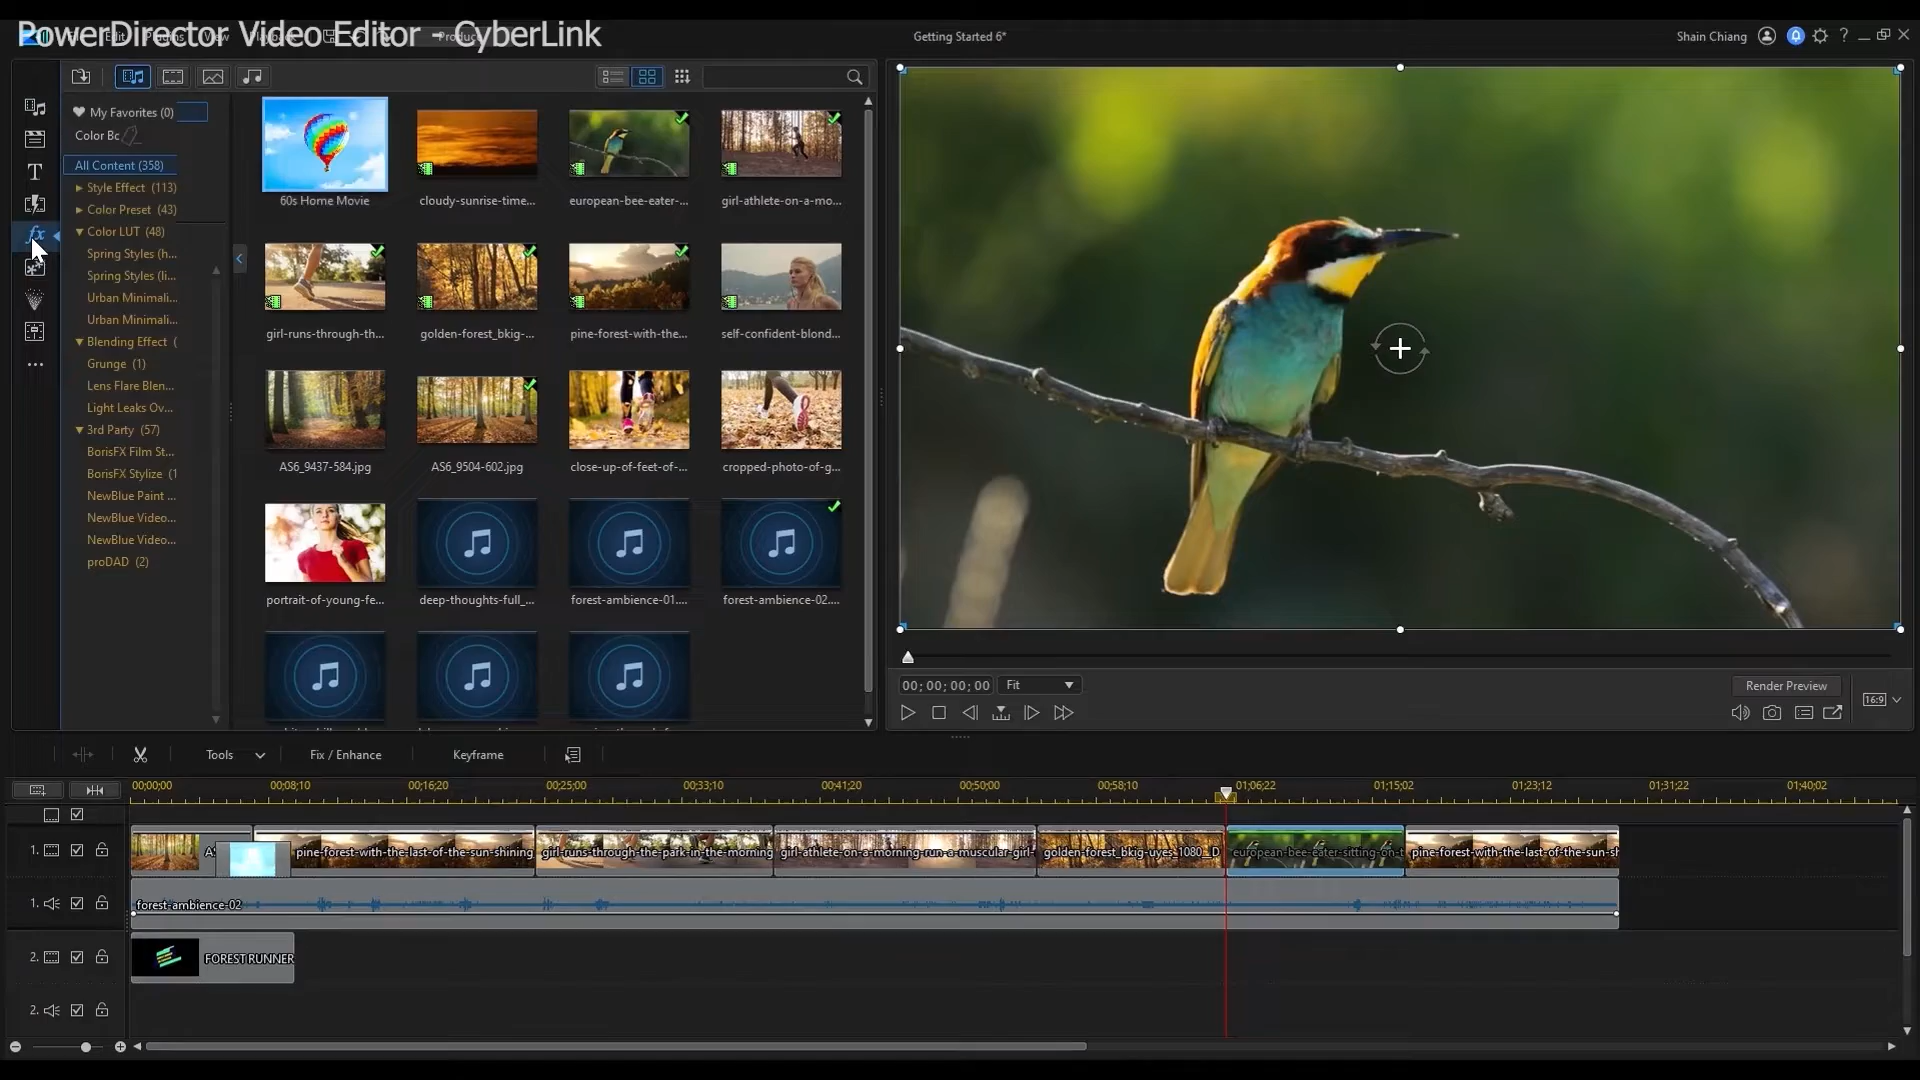 PowerDirector Video Editor - CyberLink
Getting Started 6*
Shain Chiang
My Favorites (0)
Color Bc
All Content (358)
Style Effect (113)
Color Preset (43)
Color LUT (48)
Spring Styles (h...
Spring Styles (li...
Urban Minimali...
Urban Minimali...
Blending Effect (
Grunge (1)
Lens Flare Blen...
Light Leaks Ov...
3rd Party (57)
BorisFX Film St...
BorisFX Stylize (1
NewBlue Paint ...
NewBlue Video...
NewBlue Video...
proDAD (2)
60s Home Movie
cloudy-sunrise-time...
european-bee-eater-...
girl-athlete-on-a-mo...
girl-runs-through-th...
golden-forest_bkig-...
pine-forest-with-the...
self-confident-blond...
AS6_9437-584.jpg
AS6_9504-602.jpg
close-up-of-feet-of-...
cropped-photo-of-g...
portrait-of-young-fe...
deep-thoughts-full_...
forest-ambience-01....
forest-ambience-02....
00;00;00;00
Fit
Render Preview
16:9
Tools
Fix / Enhance
Keyframe
00;00;00
00;08;10
00;16;20
00;25;00
00;33;10
00;41;20
00;50;00
00;58;10
01;06;22
01;15;02
01;23;12
01;31;22
01;40;02
1.
pine-forest-with-the-last-of-the-sun-shining
girl-runs-through-the-park-in-the-morning
girl-athlete-on-a-morning-run-a-muscular-girl-
golden-forest_bkig-uyes_1080__D
european-bee-eater-sitting-on-t
pine-forest-with-the-last-of-the-sun-sh
1.
forest-ambience-02
2.
FOREST RUNNER
2.